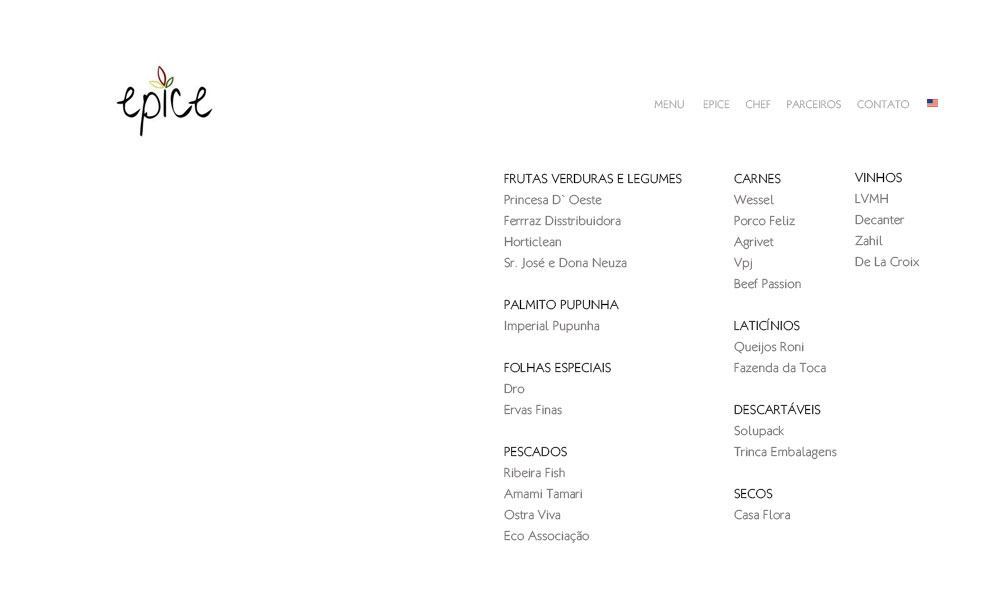 epice
MENU EPICE CHEF PARCEIROS CONTATO
FRUTAS VERDURAS E LEGUMES
Princesa D` Oeste
Ferrraz Disstribuidora
Horticlean
Sr. José e Dona Neuza
PALMITO PUPUNHA
Imperial Pupunha
FOLHAS ESPECIAIS
Dro
Ervas Finas
PESCADOS
Ribeira Fish
Amami Tamari
Ostra Viva
Eco Associação
CARNES
Wessel
Porco Feliz
Agrivet
Vpj
Beef Passion
LATICÍNIOS
Queijos Roni
Fazenda da Toca
DESCARTÁVEIS
Solupack
Trinca Embalagens
SECOS
Casa Flora
VINHOS
LVMH
Decanter
Zahil
De La Croix